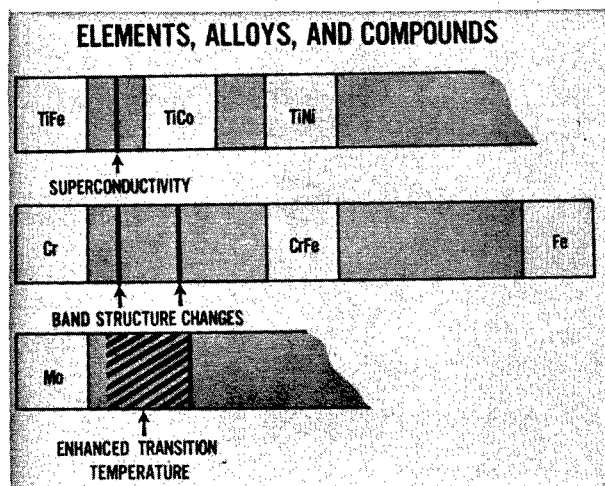 ELEMENTS, ALLOYS, AND COMPOUNDS
TiFe TiCo TiNi
SUPERCONDUCTIVITY
Cr CrFe Fe
BAND STRUCTURE CHANGES
Mo
ENHANCED TRANSITION
TEMPERATURE